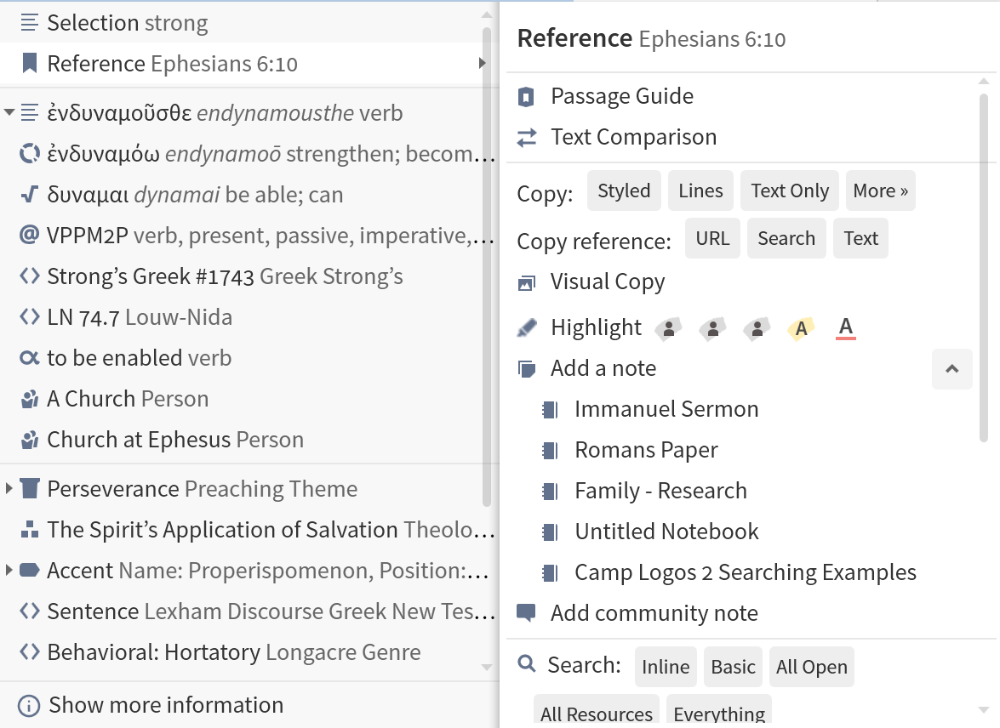 Selection strong
Reference Ephesians 6:10
ἐνδυναμοῦσθε endynamousthe verb
ἐνδυναμόω endynamoō strengthen; becom…
δυναμαι dynamai be able; can
@ VPPM2P verb, present, passive, imperative,…
Strong’s Greek #1743 Greek Strong’s
LN 74.7 Louw-Nida
to be enabled verb
A Church Person
Church at Ephesus Person
Perseverance Preaching Theme
The Spirit’s Application of Salvation Theolo…
Accent Name: Properispomenon, Position:…
Sentence Lexham Discourse Greek New Tes…
Behavioral: Hortatory Longacre Genre
Show more information
Reference Ephesians 6:10
Passage Guide
Text Comparison
Copy: Styled Lines Text Only More »
Copy reference: URL Search Text
Visual Copy
Highlight A A
Add a note
Immanuel Sermon
Romans Paper
Family - Research
Untitled Notebook
Camp Logos 2 Searching Examples
Add community note
Search: Inline Basic All Open
All Resources Everything